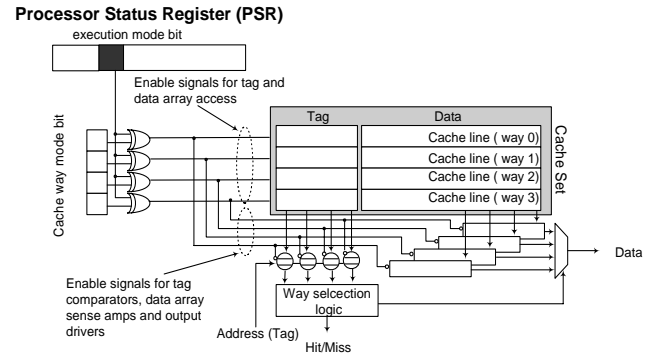 Processor Status Register (PSR)
execution mode bit
Enable signals for tag and
data array access
Tag
Data
Cache line ( way 0)
Cache line ( way 1)
Cache line ( way 2)
Cache line ( way 3)
Cache Set
Cache way mode bit
Data
Enable signals for tag
comparators, data array
sense amps and output
drivers
Way selcection
logic
Address (Tag)
Hit/Miss